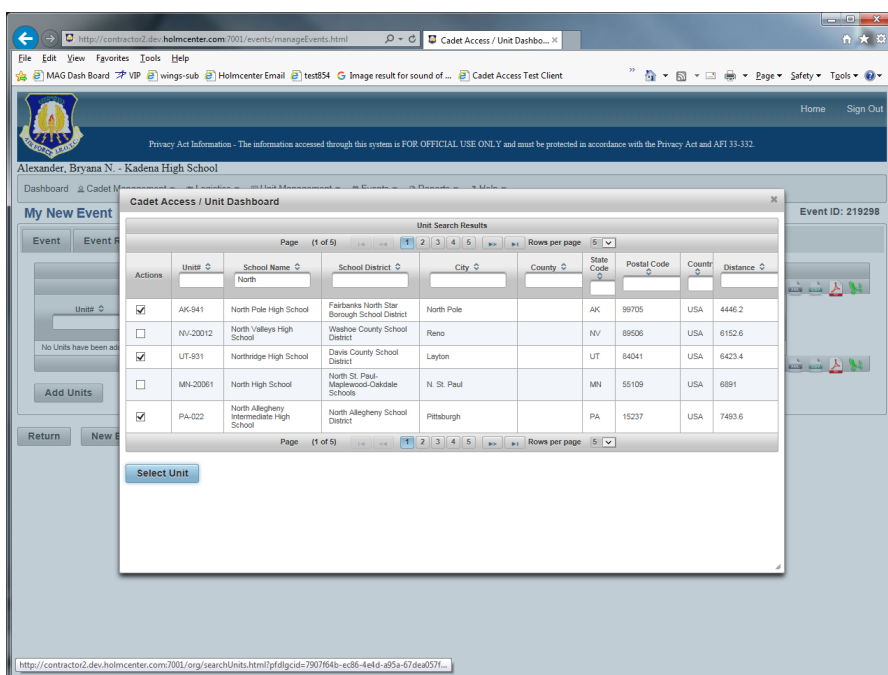 http://contractor2.dev.holmcenter.com:7001/events/manageEvents.html
Cadet Access / Unit Dashbo...
File Edit View Favorites Tools Help
MAG Dash Board VIP wings-sub Holmcenter Email test854 Image result for sound of ... Cadet Access Test Client
Page Safety Tools
Home Sign Out
AIR FORCE J.R.O.T.C.
Privacy Act Information - The information accessed through this system is FOR OFFICIAL USE ONLY and must be protected in accordance with the Privacy Act and AFI 33-332.
Alexander, Bryana N. - Kadena High School
Dashboard Cadet
My New Event
Event ID: 219298
Event Event
Unit#
No Units have been
Add Units
Return New
Cadet Access / Unit Dashboard
Unit Search Results
Page (1 of 5) 1 2 3 4 5 Rows per page 5
Actions Unit# School Name School District City County State Code Postal Code Countr Distance
North
AK-941 North Pole High School Fairbanks North Star Borough School District North Pole AK 99705 USA 4446.2
NV-20012 North Valleys High School Washoe County School District Reno NV 89506 USA 6152.6
UT-931 Northridge High School Davis County School District Layton UT 84041 USA 6423.4
MN-20061 North High School North St. Paul-Maplewood-Oakdale Schools N. St. Paul MN 55109 USA 6891
PA-022 North Allegheny Intermediate High School North Allegheny School District Pittsburgh PA 15237 USA 7493.6
Page (1 of 5) 1 2 3 4 5 Rows per page 5
Select Unit
http://contractor2.dev.holmcenter.com:7001/org/searchUnits.html?pfdlgcid=7907f64b-ec86-4e4d-a95a-67dea057f...